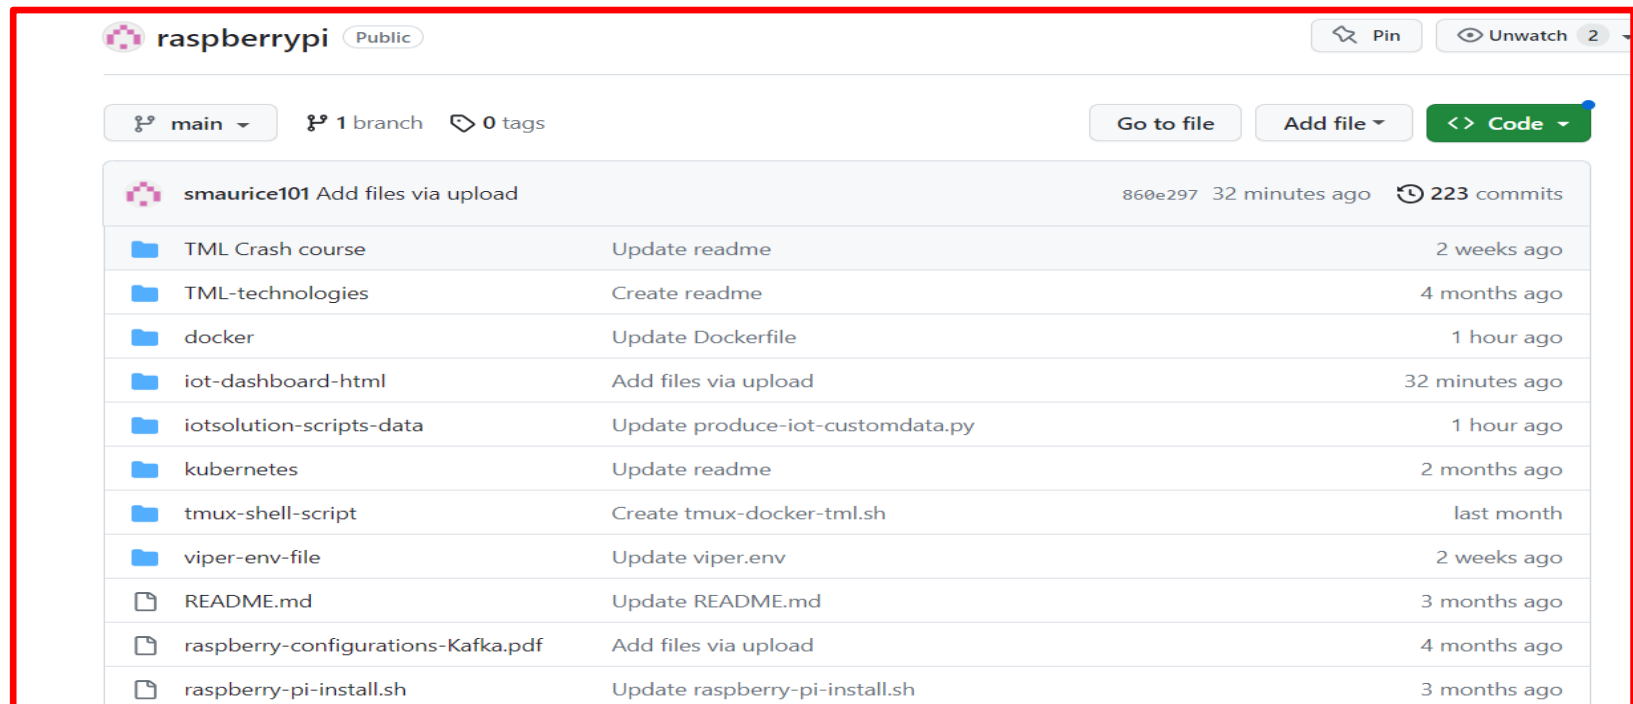 raspberrypi Public Pin Unwatch 2
main 1 branch 0 tags Go to file Add file <> Code
smaurice101 Add files via upload 860e297 32 minutes ago 223 commits
TML Crash course Update readme 2 weeks ago
TML-technologies Create readme 4 months ago
docker Update Dockerfile 1 hour ago
iot-dashboard-html Add files via upload 32 minutes ago
iotsolution-scripts-data Update produce-iot-customdata.py 1 hour ago
kubernetes Update readme 2 months ago
tmux-shell-script Create tmux-docker-tml.sh last month
viper-env-file Update viper.env 2 weeks ago
README.md Update README.md 3 months ago
raspberry-configurations-Kafka.pdf Add files via upload 4 months ago
raspberry-pi-install.sh Update raspberry-pi-install.sh 3 months ago